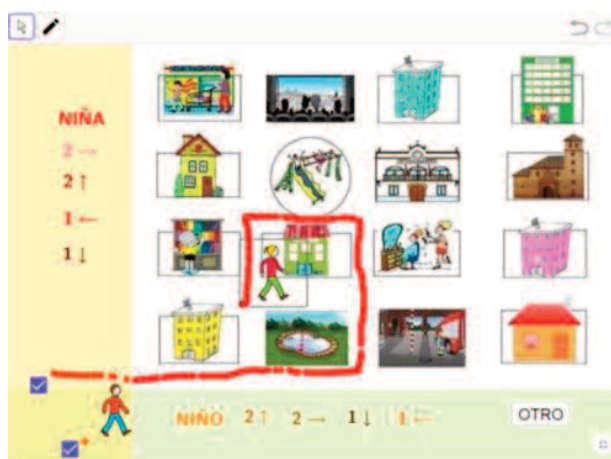 NIÑA
2 →
2 ↑
1 ←
1 ↓
NIÑO 2 ↑ 2 → 1 ↓ 1 ←
OTRO